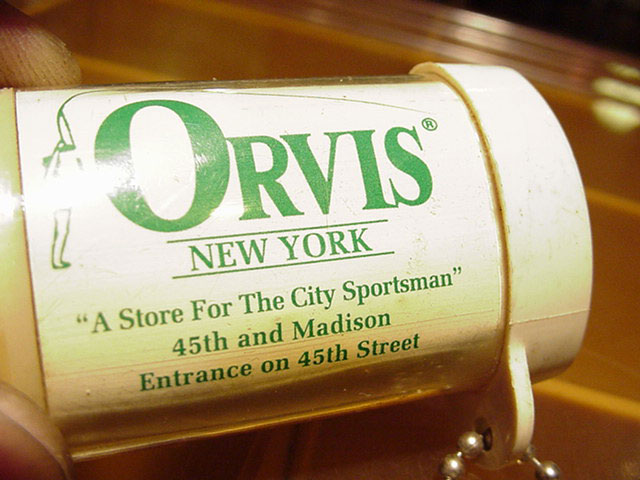 ORVIS®
NEW YORK
"A Store For The City Sportsman"
45th and Madison
Entrance on 45th Street